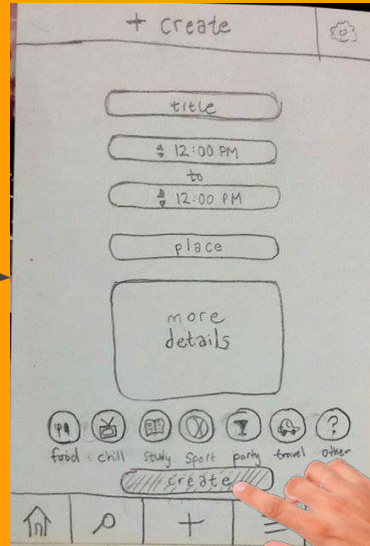 + create
title
12:00 PM
to
12:00 PM
place
more
details
?
food chill study Sport party travel other
create
+